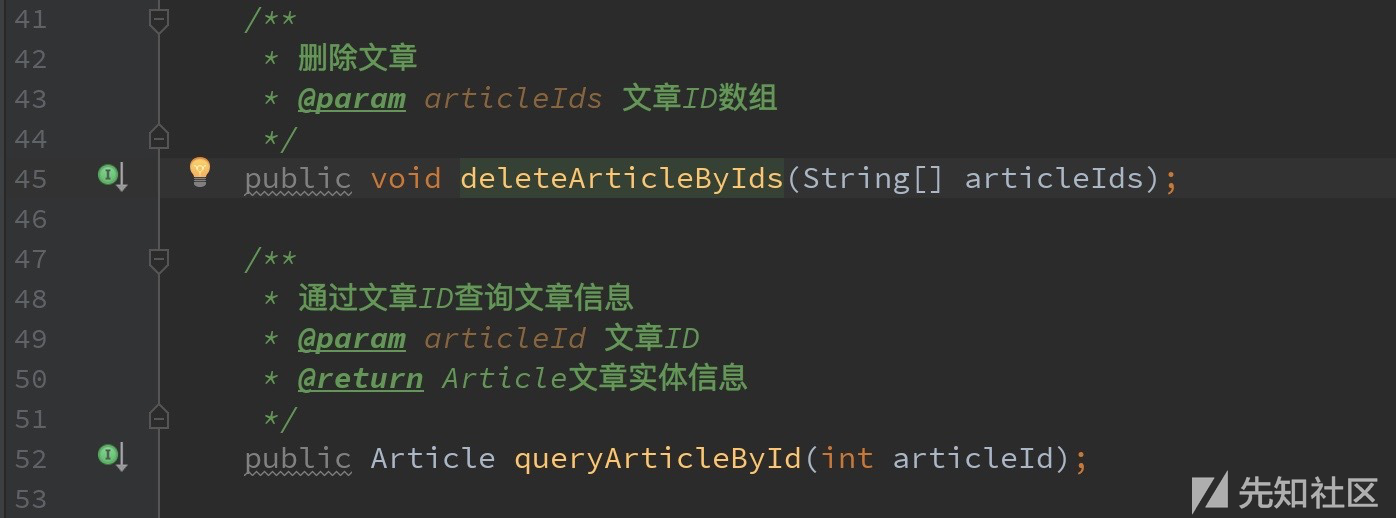 41 /**
42 * 删除文章
43 * @param articleIds 文章ID数组
44 */
45 public void deleteArticleByIds(String[] articleIds);
46
47 /**
48 * 通过文章ID查询文章信息
49 * @param articleId 文章ID
50 * @return Article文章实体信息
51 */
52 public Article queryArticleById(int articleId);
53
先知社区